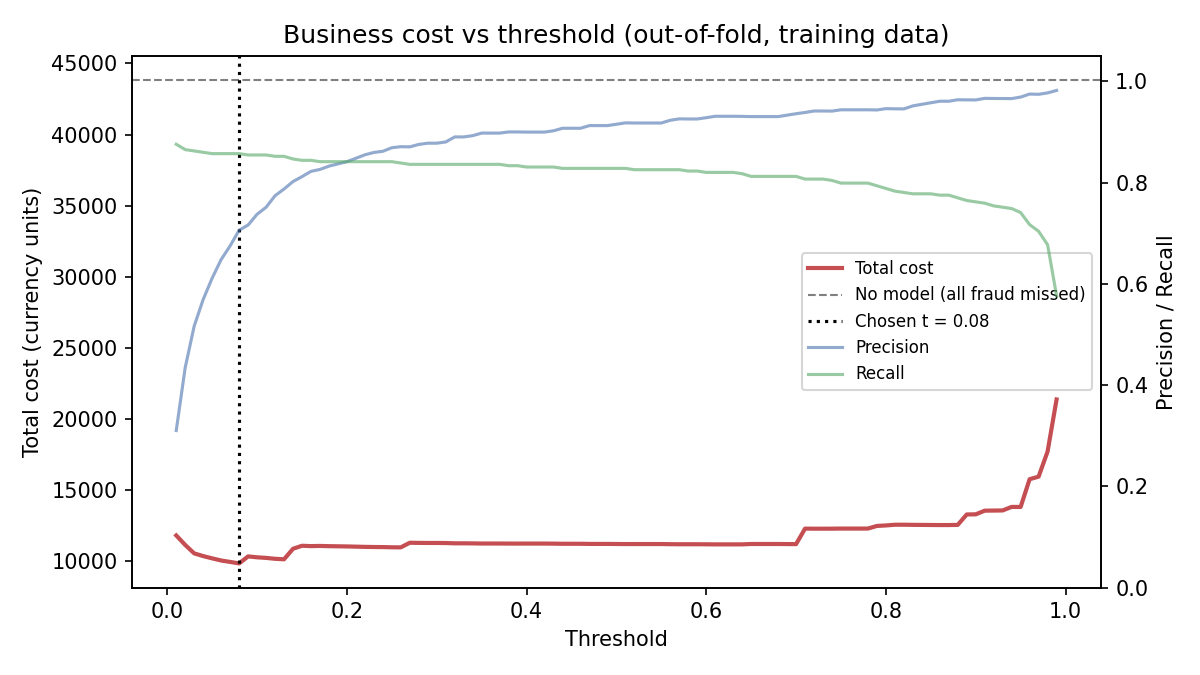 Business cost vs threshold (out-of-fold, training data)
Total cost (currency units)
45000
40000
35000
30000
25000
20000
15000
10000
1.0
0.8
0.6
0.4
0.2
0.0
Precision / Recall
Total cost
No model (all fraud missed)
Chosen t = 0.08
Precision
Recall
0.0 0.2 0.4 0.6 0.8 1.0
Threshold